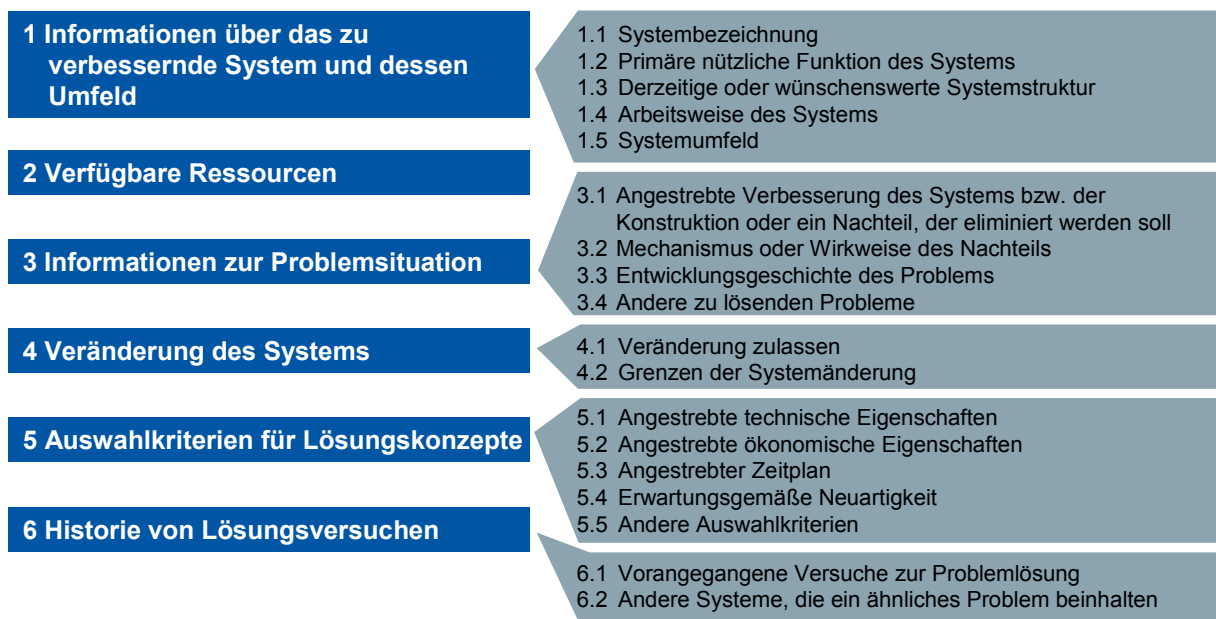 1 Informationen über das zu
verbessernde System und dessen
Umfeld
1.1 Systembezeichnung
1.2 Primäre nützliche Funktion des Systems
1.3 Derzeitige oder wünschenswerte Systemstruktur
1.4 Arbeitsweise des Systems
1.5 Systemumfeld
2 Verfügbare Ressourcen
3 Informationen zur Problemsituation
3.1 Angestrebte Verbesserung des Systems bzw. der
Konstruktion oder ein Nachteil, der eliminiert werden soll
3.2 Mechanismus oder Wirkweise des Nachteils
3.3 Entwicklungsgeschichte des Problems
3.4 Andere zu lösenden Probleme
4 Veränderung des Systems
4.1 Veränderung zulassen
4.2 Grenzen der Systemänderung
5 Auswahlkriterien für Lösungskonzepte
5.1 Angestrebte technische Eigenschaften
5.2 Angestrebte ökonomische Eigenschaften
5.3 Angestrebter Zeitplan
5.4 Erwartungsgemäße Neuartigkeit
5.5 Andere Auswahlkriterien
6 Historie von Lösungsversuchen
6.1 Vorangegangene Versuche zur Problemlösung
6.2 Andere Systeme, die ein ähnliches Problem beinhalten